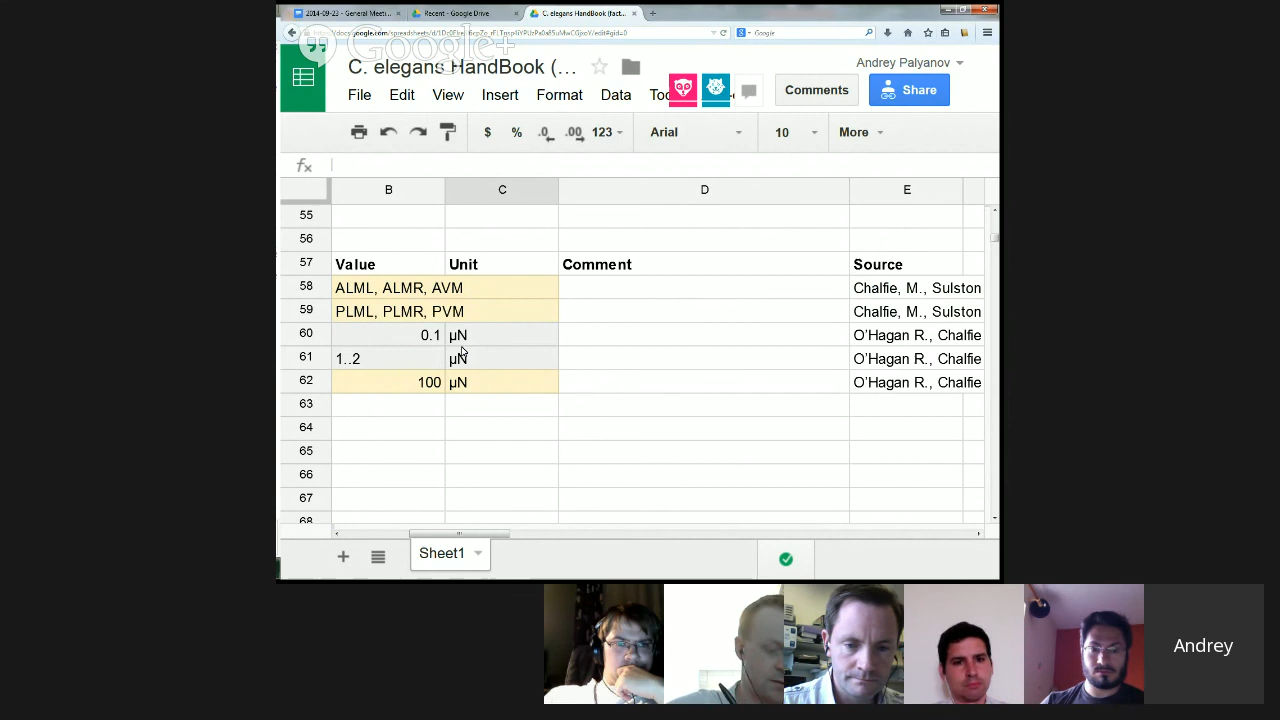 2014-09-23 - General Meeti...
Recent - Google Drive
C. elegans HandBook (fact...
Google
Google+
C. elegans HandBook (...
Andrey Palyanov
File Edit View Insert Format Data
Comments
Share
$ % .0 .00 123 Arial 10 More
fx
B C D E
55
56
57 Value Unit Comment Source
58 ALML, ALMR, AVM Chalfie, M., Sulston
59 PLML, PLMR, PVM Chalfie, M., Sulston
60 0.1 µN O'Hagan R., Chalfie
61 1..2 µN O'Hagan R., Chalfie
62 100 µN O'Hagan R., Chalfie
63
64
65
66
67
68
Sheet1
Andrey